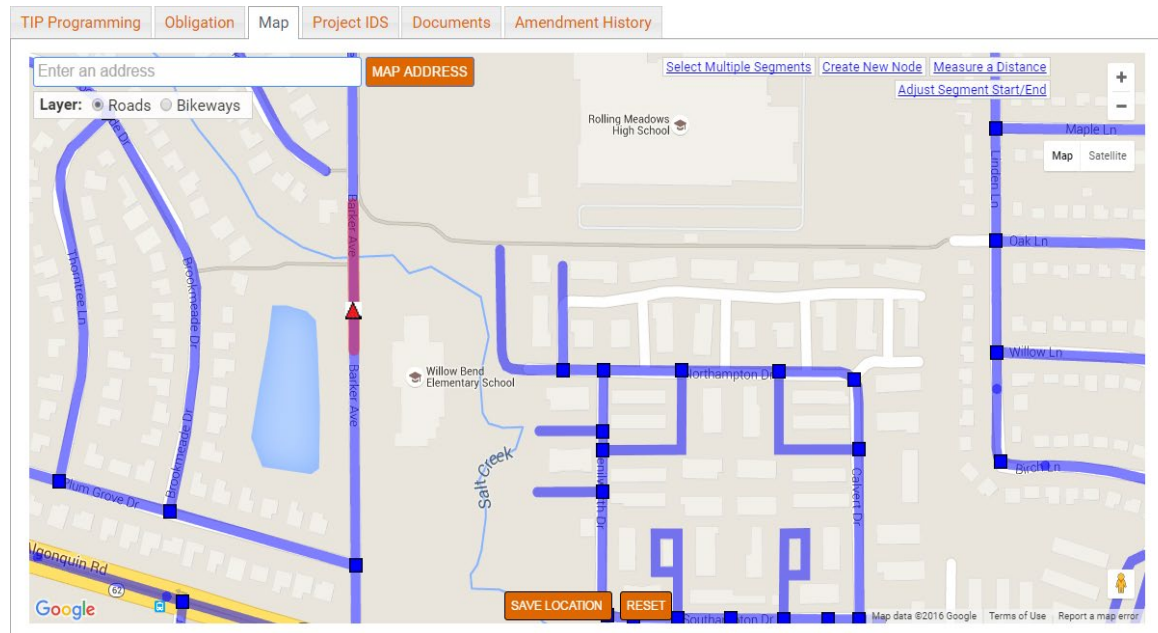 TIP Programming Obligation Map Project IDS Documents Amendment History
Enter an address MAP ADDRESS Select Multiple Segments Create New Node Measure a Distance
Layer: Roads Bikeways Adjust Segment Start/End
+
−
Maple Ln
Map Satellite
Rolling Meadows
High School
Linden Ln
Barker Ave
Oak Ln
Thorntree Ln
Brookmeade Dr
Willow Ln
Willow Bend
Elementary School
Northampton Dr
Barker Ave
Brookmeade Dr
Salt Creek
Calvert Dr
Birch Ln
Plum Grove Dr
Algonquin Rd
62
Google
SAVE LOCATION RESET
Southampton Dr
Map data ©2016 Google Terms of Use Report a map error